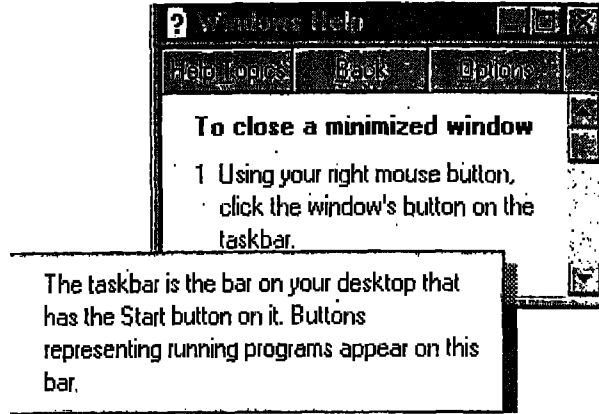 ? Windows Help
Help Topics Back Options
To close a minimized window
1 Using your right mouse button,
click the window's button on the
taskbar.
The taskbar is the bar on your desktop that
has the Start button on it. Buttons
representing running programs appear on this
bar.